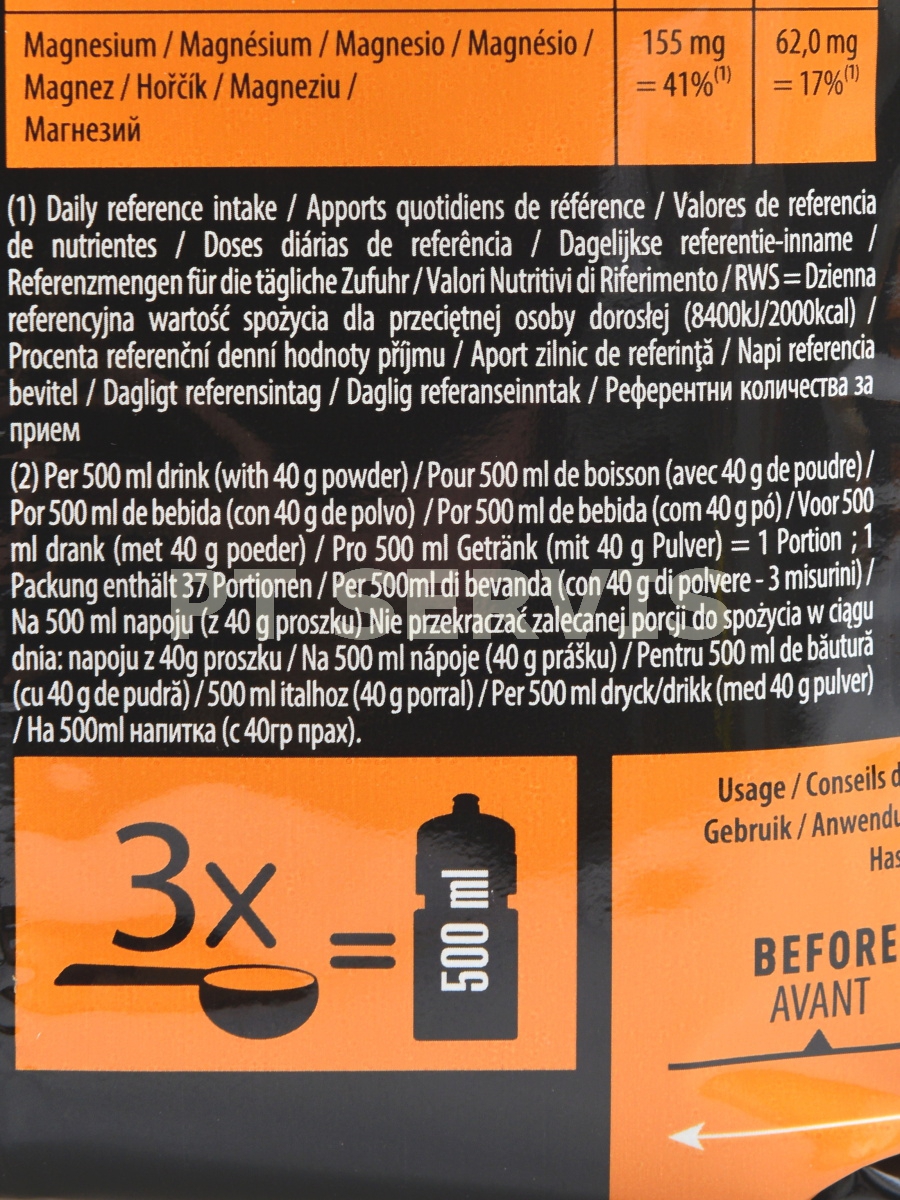 Magnesium / Magnésium / Magnesio / Magnésio /
Magnez / Hořčík / Magneziu /
Магнезий
155 mg
= 41%(1)
62,0 mg
= 17%(1)
(1) Daily reference intake / Apports quotidiens de référence / Valores de referencia
de nutrientes / Doses diárias de referência / Dagelijkse referentie-inname /
Referenzmengen für die tägliche Zufuhr / Valori Nutritivi di Riferimento / RWS = Dzienna
referencyjna wartość spożycia dla przeciętnej osoby dorosłej (8400kJ/2000kcal) /
Procenta referenční denní hodnoty příjmu / Aport zilnic de referinţă / Napi referencia
bevitel / Dagligt referensintag / Daglig referanseinntak / Референтни количества за
прием
(2) Per 500 ml drink (with 40 g powder) / Pour 500 ml de boisson (avec 40 g de poudre) /
Por 500 ml de bebida (con 40 g de polvo) / Por 500 ml de bebida (com 40 g pó) / Voor 500
ml drank (met 40 g poeder) / Pro 500 ml Getränk (mit 40 g Pulver) = 1 Portion ; 1
Packung enthält 37 Portionen / Per 500ml di bevanda (con 40 g di polvere - 3 misurini) /
Na 500 ml napoju (z 40 g proszku) Nie przekraczać zalecanej porcji do spożycia w ciągu
dnia: napoju z 40g proszku / Na 500 ml nápoje (40 g prášku) / Pentru 500 ml de băutură
(cu 40 g de pudră) / 500 ml italhoz (40 g porral) / Per 500 ml dryck/drikk (med 40 g pulver)
/ На 500ml напитка (с 40гр прах).
PT SERVIS
3x
=
500 ml
Usage / Conseils d
Gebruik / Anwendu
Has
BEFORE
AVANT